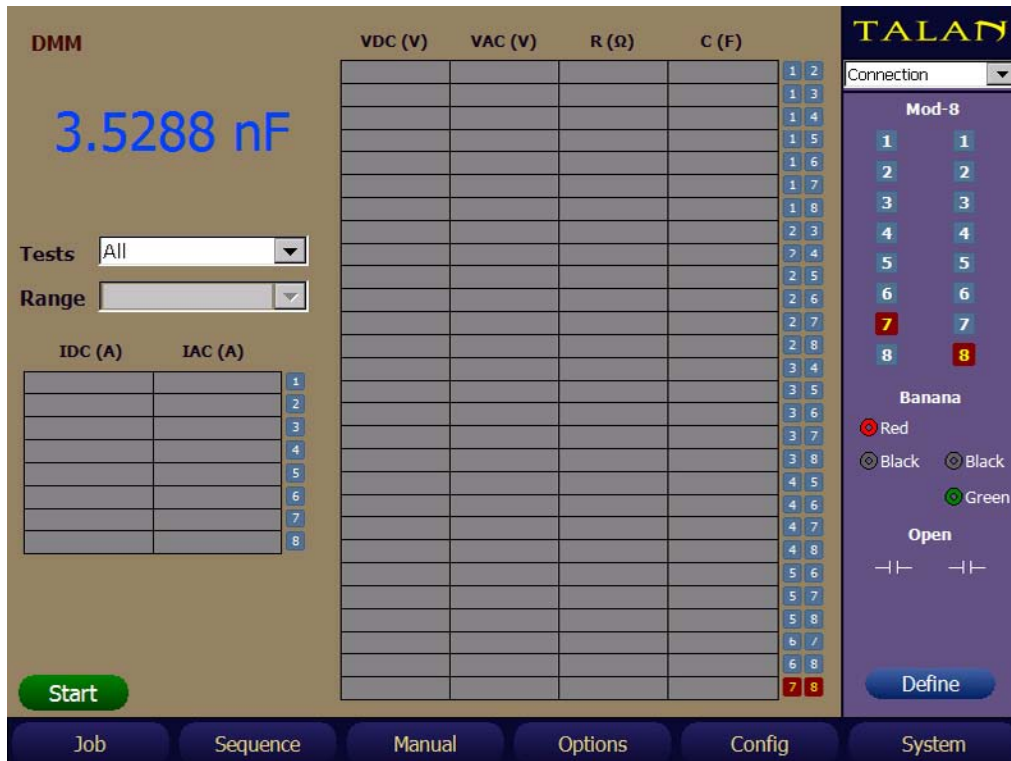 DMM
3.5288 nF
Tests All
Range
IDC (A) IAC (A)
1
2
3
4
5
6
7
8
Start
VDC (V) VAC (V) R (Ω) C (F)
1 2
1 3
1 4
1 5
1 6
1 7
1 8
2 3
2 4
2 5
2 6
2 7
2 8
3 4
3 5
3 6
3 7
3 8
4 5
4 6
4 7
4 8
5 6
5 7
5 8
6 7
6 8
7 8
TALAN
Connection
Mod-8
1 1
2 2
3 3
4 4
5 5
6 6
7 7
8 8
Banana
Red
Black Black
Green
Open
Define
Job Sequence Manual Options Config System